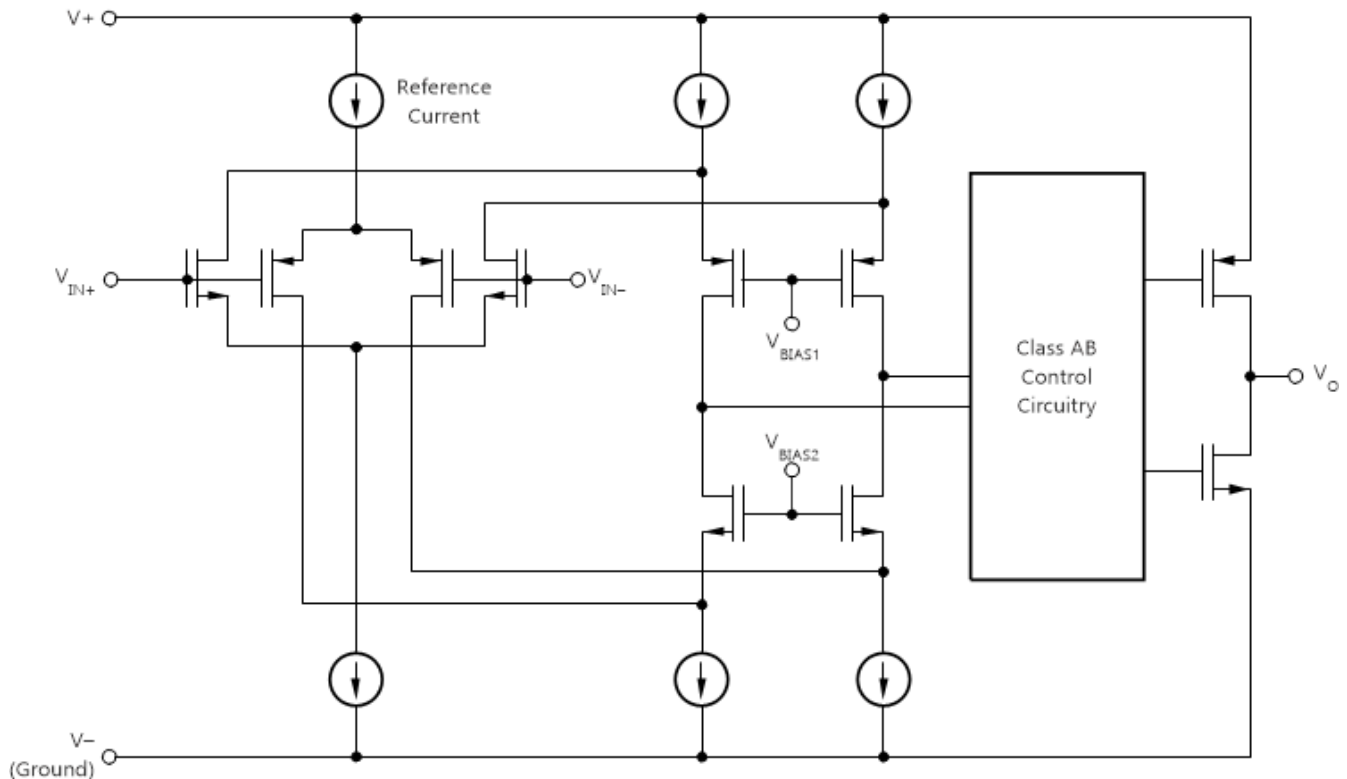 V+
Reference
Current
VIN+
VIN−
VBIAS1
Class AB
Control
Circuitry
VO
VBIAS2
V−
(Ground)